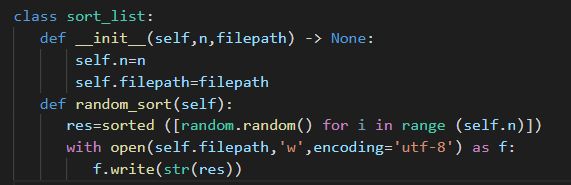 class sort_list:
    def __init__(self,n,filepath) -> None:
        self.n=n
        self.filepath=filepath
    def random_sort(self):
       res=sorted ([random.random() for i in range (self.n)])
       with open(self.filepath,'w',encoding='utf-8') as f:
          f.write(str(res))